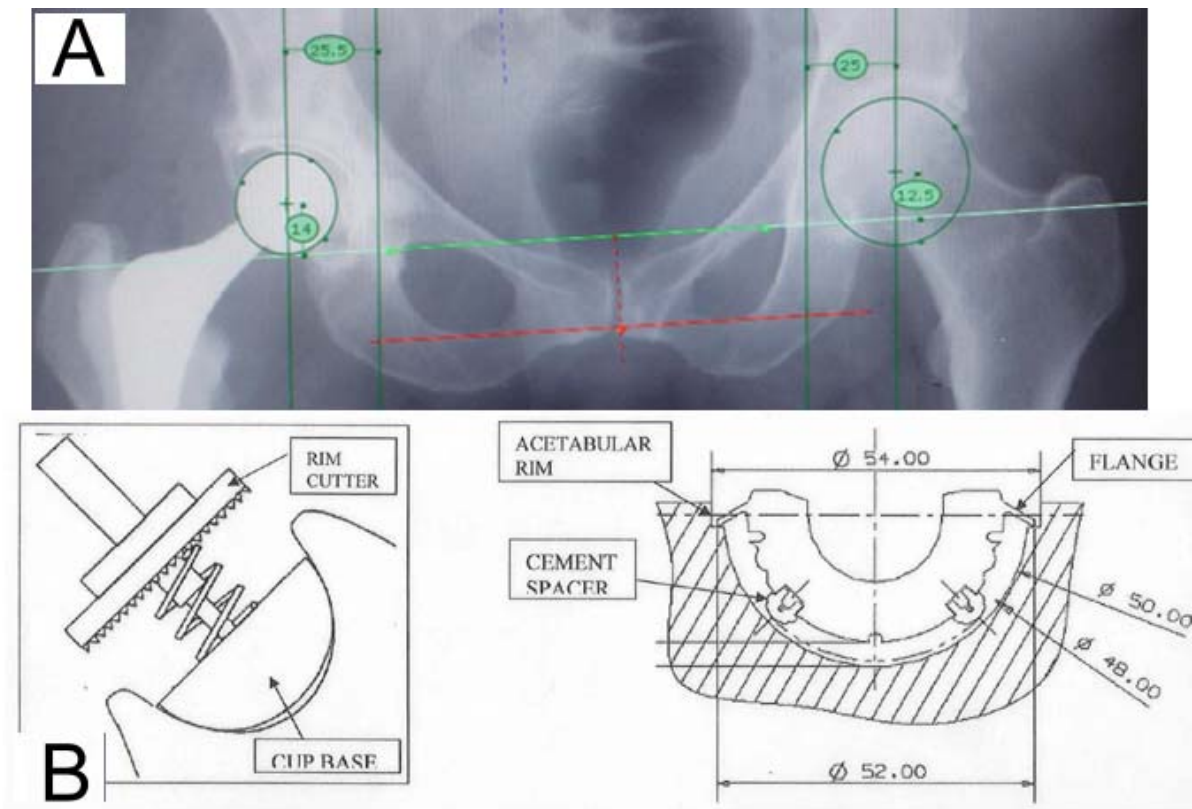 A
25.5
25
14
12.5
RIM
CUTTER
CUP BASE
B
ACETABULAR
RIM
Ø 54.00
FLANGE
CEMENT
SPACER
Ø 50.00
Ø 48.00
Ø 52.00